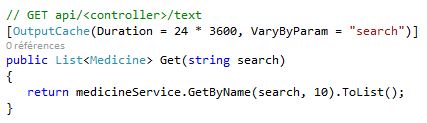 // GET api/<controller>/text
[OutputCache(Duration = 24 * 3600, VaryByParam = "search")]
0 références
public List<Medicine> Get(string search)
{
return medicineService.GetByName(search, 10).ToList();
}